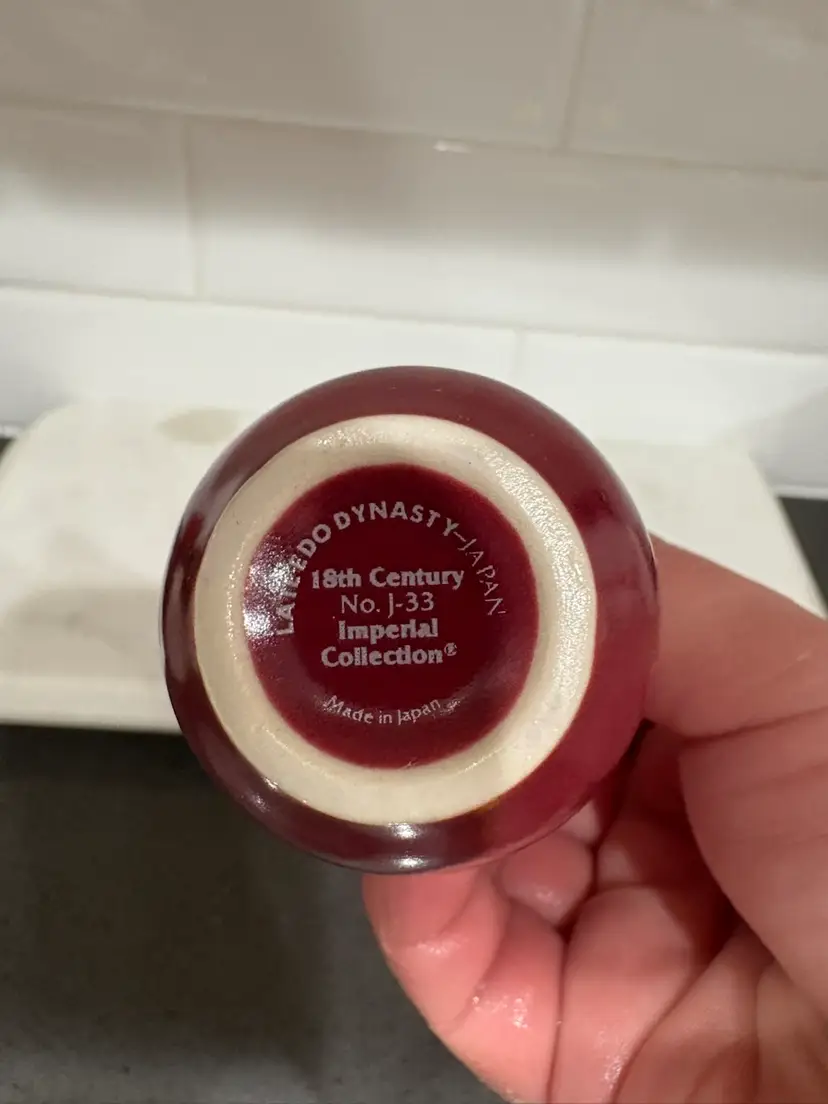 LATE EDO DYNASTY–JAPAN
18th Century
No. J-33
Imperial
Collection®
Made in Japan